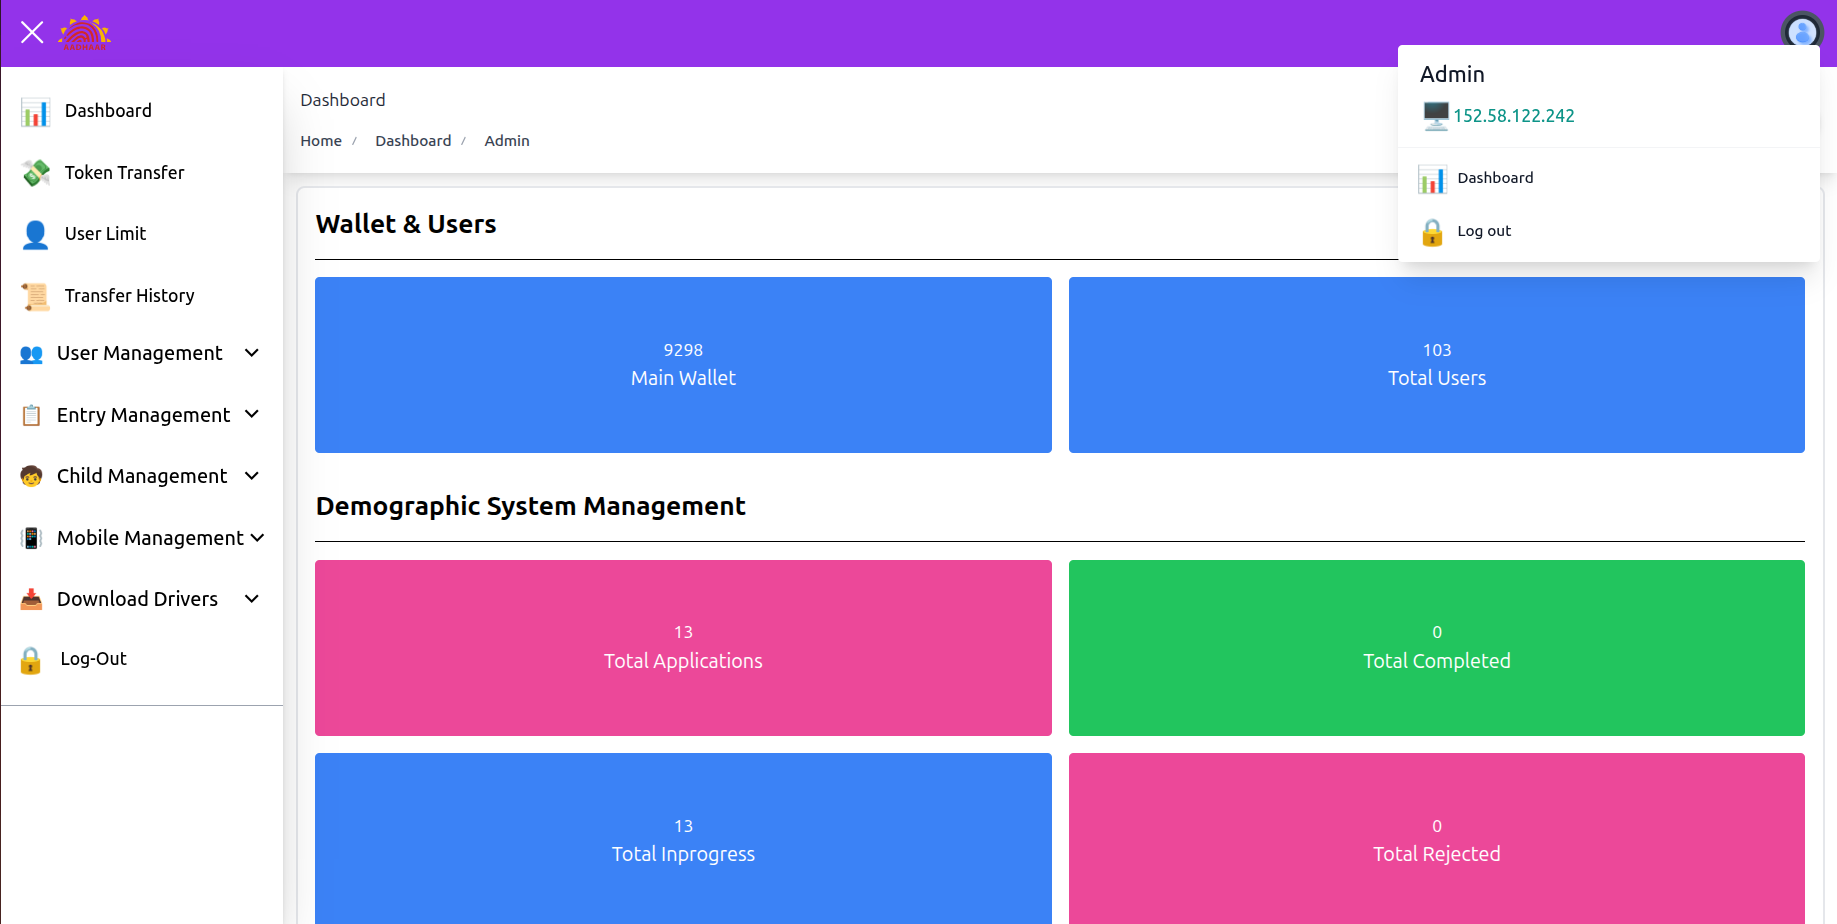 AADHAAR
Dashboard
Token Transfer
User Limit
Transfer History
User Management
Entry Management
Child Management
Mobile Management
Download Drivers
Log-Out
Dashboard
Home / Dashboard / Admin
Admin
152.58.122.242
Dashboard
Log out
Wallet & Users
9298
Main Wallet
103
Total Users
Demographic System Management
13
Total Applications
0
Total Completed
13
Total Inprogress
0
Total Rejected